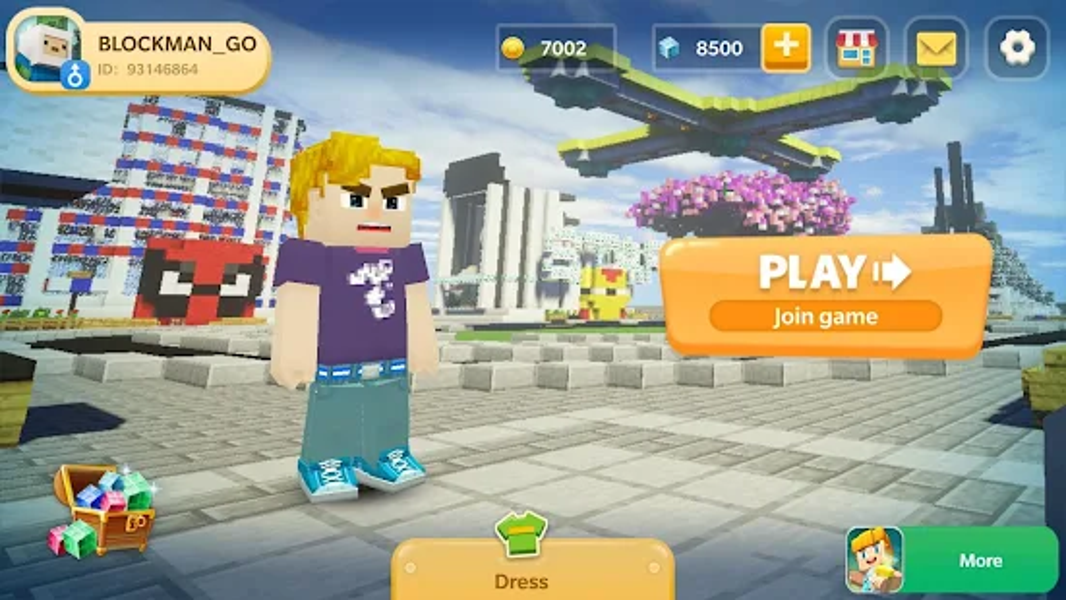 BLOCKMAN_GO
ID: 93146864
7002
8500
PLAY
Join game
Dress
More